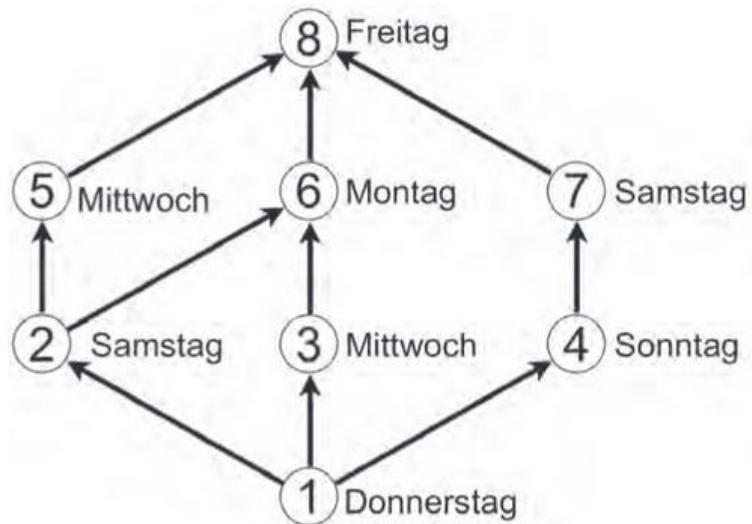 8 Freitag
5 Mittwoch
6 Montag
7 Samstag
2 Samstag
3 Mittwoch
4 Sonntag
1 Donnerstag